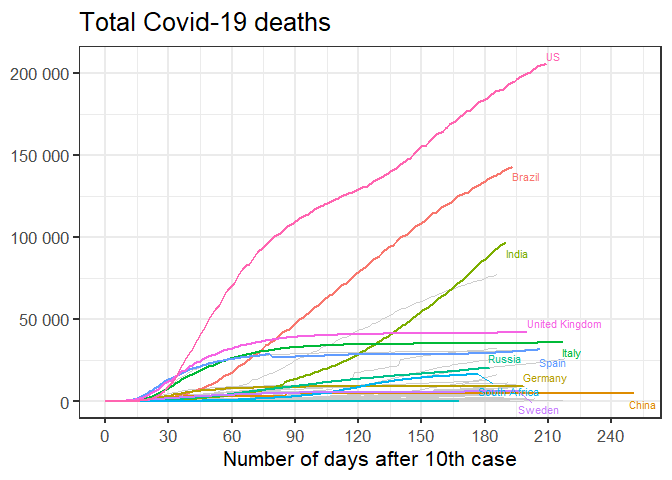 Total Covid-19 deaths
200 000
150 000
100 000
50 000
0
US
Brazil
India
United Kingdom
Italy
Russia
Spain
Germany
South Africa
China
Sweden
0 30 60 90 120 150 180 210 240
Number of days after 10th case